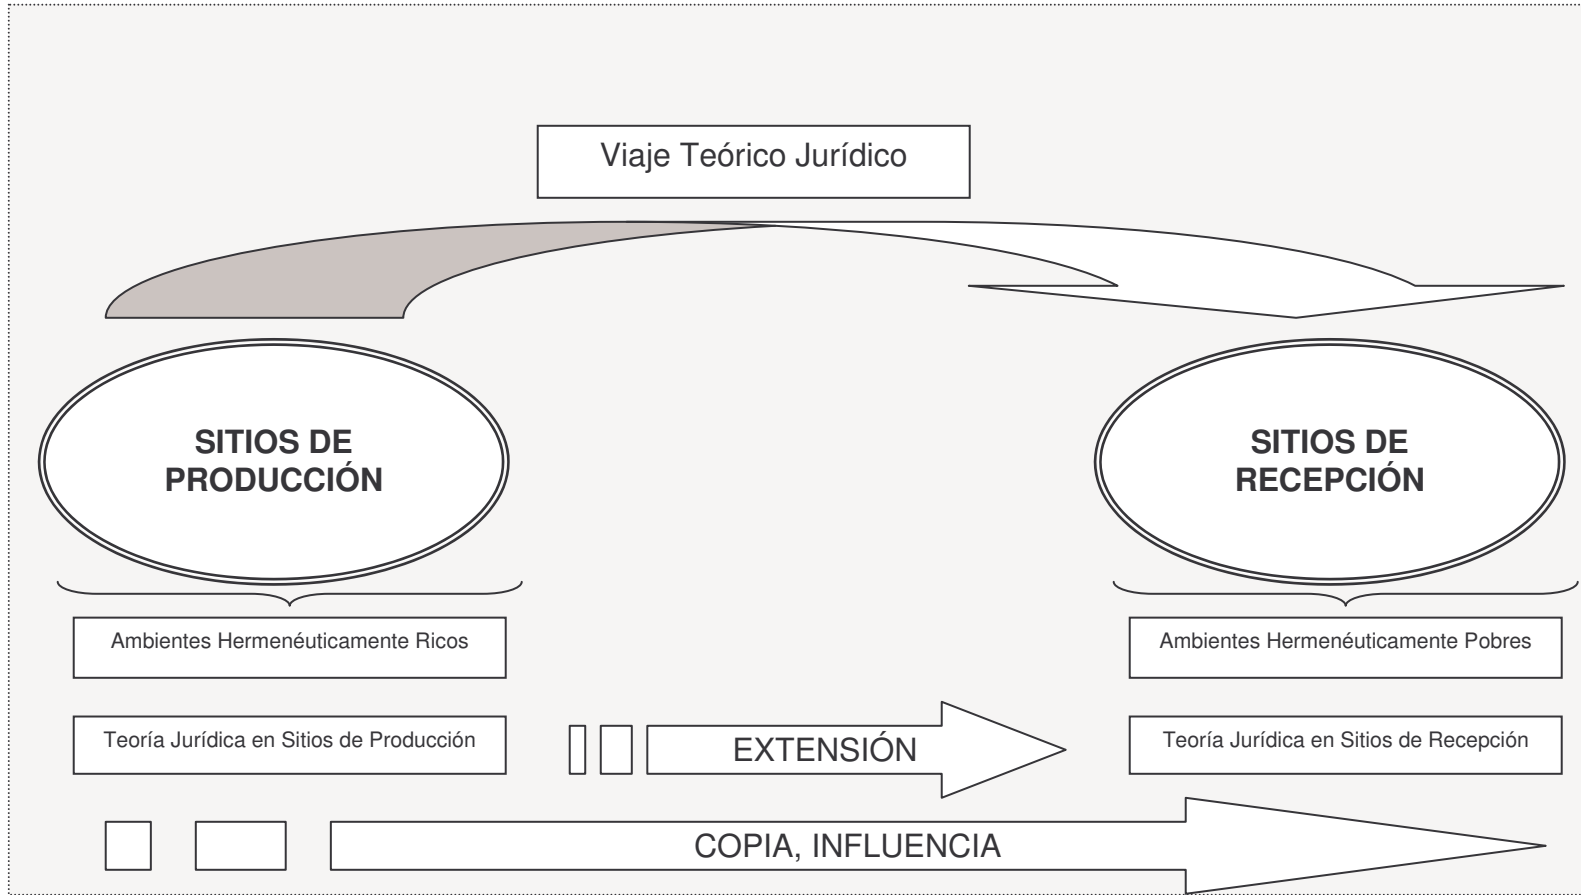 Viaje Teórico Jurídico
SITIOS DE
PRODUCCIÓN
SITIOS DE
RECEPCIÓN
Ambientes Hermenéuticamente Ricos
Ambientes Hermenéuticamente Pobres
Teoría Jurídica en Sitios de Producción
EXTENSIÓN
Teoría Jurídica en Sitios de Recepción
COPIA, INFLUENCIA